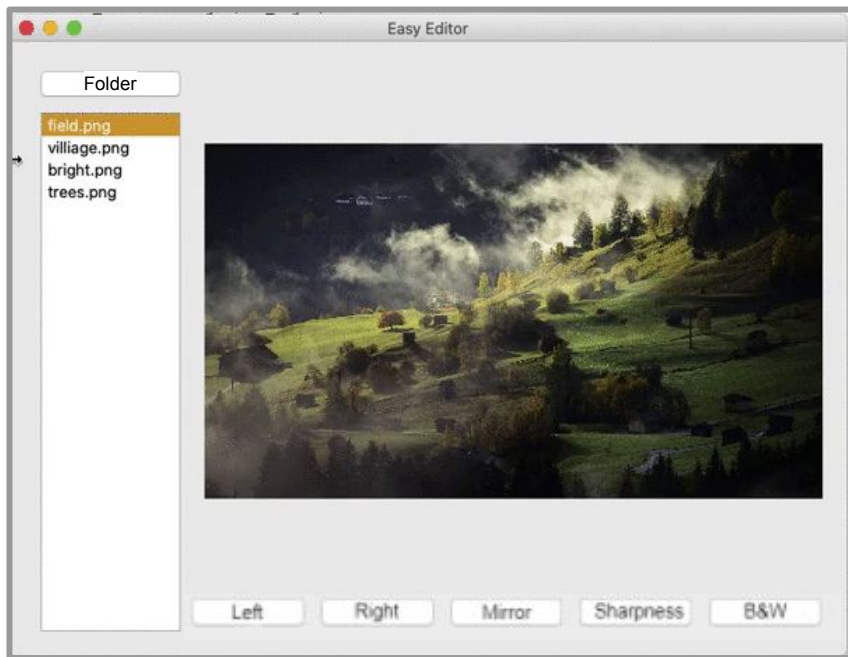 Easy Editor
Folder
field.png
villiage.png
bright.png
trees.png
Left Right Mirror Sharpness B&W